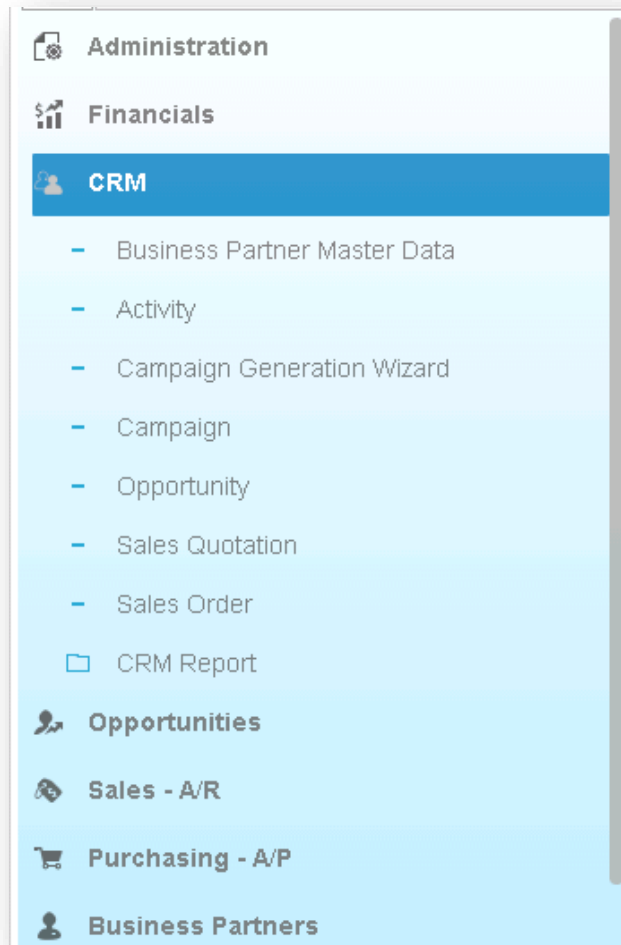 Administration
Financials
CRM
Business Partner Master Data
Activity
Campaign Generation Wizard
Campaign
Opportunity
Sales Quotation
Sales Order
CRM Report
Opportunities
Sales - A/R
Purchasing - A/P
Business Partners